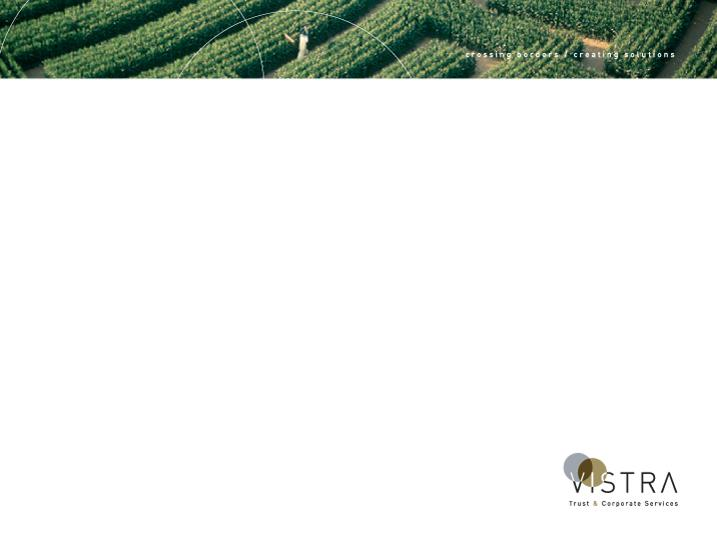 crossing borders / creating solutions
VISTRA
Trust & Corporate Services